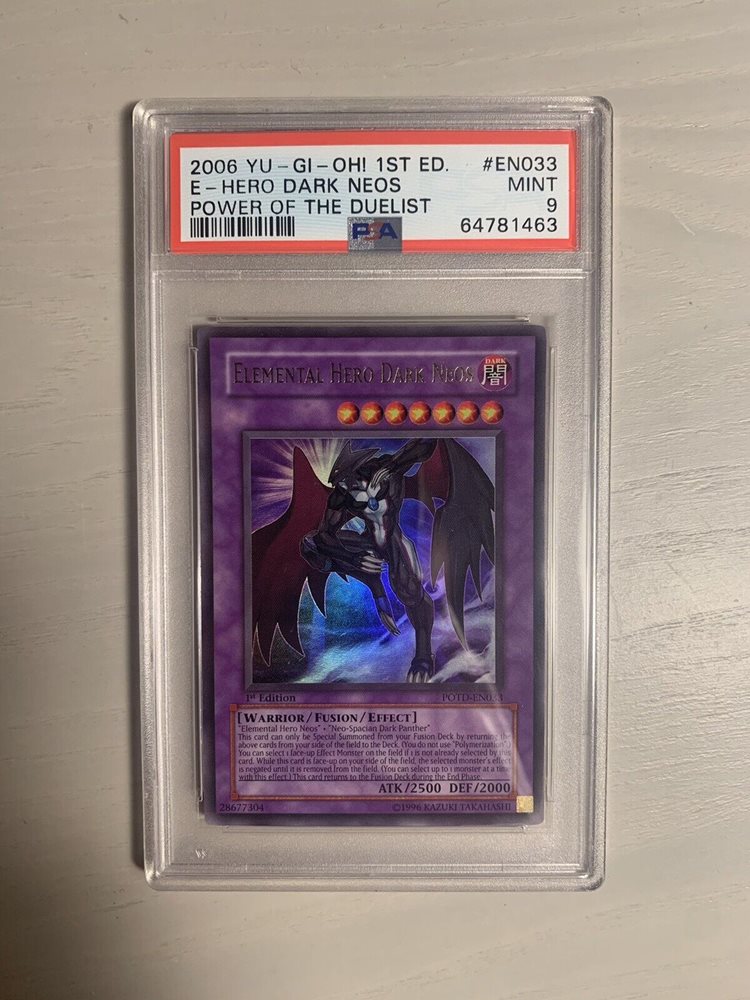 2006 YU-GI-OH! 1ST ED. #EN033
E-HERO DARK NEOS MINT
POWER OF THE DUELIST 9
PSA 64781463
ELEMENTAL HERO DARK NEOS DARK
闇
1st Edition POTD-EN033
[WARRIOR/FUSION/EFFECT]
"Elemental Hero Neos" + "Neo-Spacian Dark Panther"
This card can only be Special Summoned from your Fusion Deck by returning the
above cards from your side of the field to the Deck. (You do not use "Polymerization".)
You can select 1 face-up Effect Monster on the field if 1 is not already selected by this
card. While this card is face-up on your side of the field, the selected monster's effect
is negated until it is removed from the field. (You can select up to 1 monster at a time
with this effect.) This card returns to the Fusion Deck during the End Phase.
ATK/2500 DEF/2000
28677304 ©1996 KAZUKI TAKAHASHI